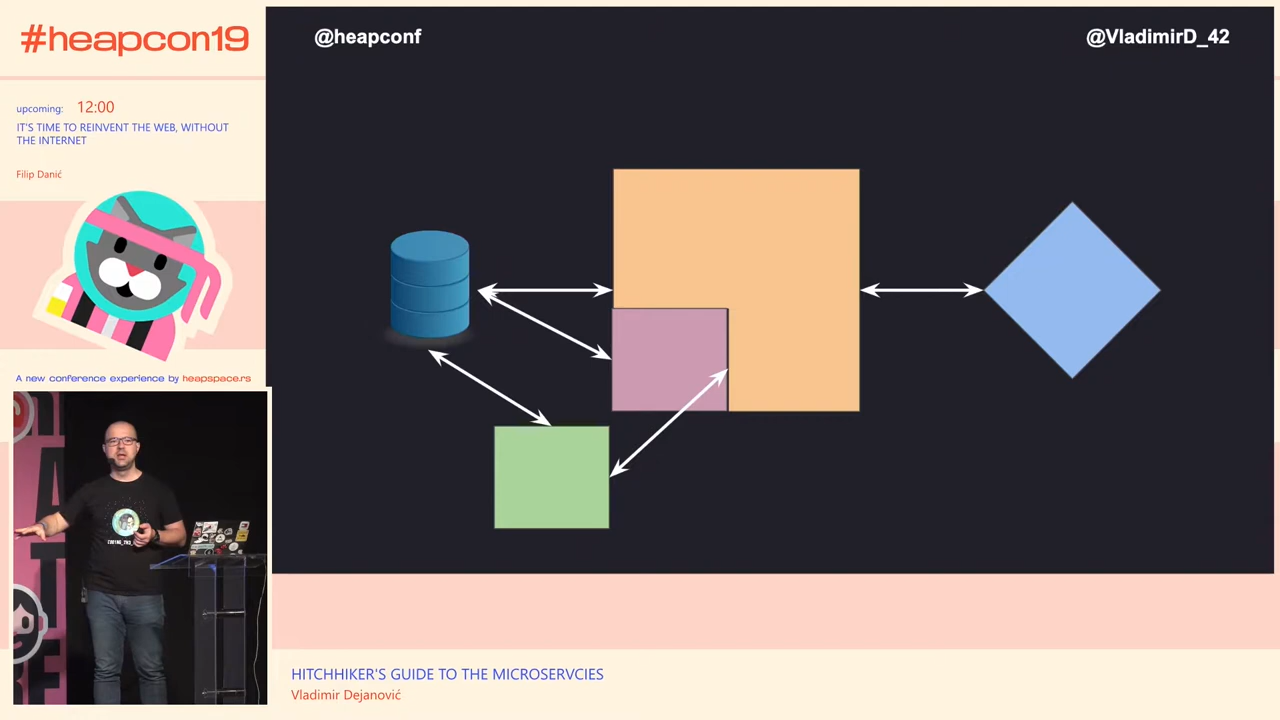 #heapcon19
upcoming: 12:00
IT'S TIME TO REINVENT THE WEB, WITHOUT
THE INTERNET
Filip Danić
A new conference experience by heapspace.rs
@heapconf
@VladimirD_42
HITCHHIKER'S GUIDE TO THE MICROSERVCIES
Vladimir Dejanović